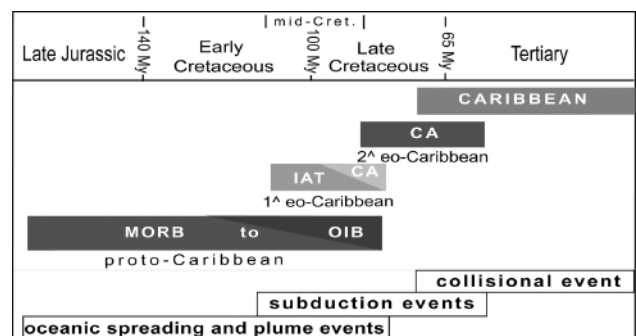 |mid-Cret.|
Late Jurassic
140 My
Early
Cretaceous
100 My
Late
Cretaceous
65 My
Tertiary
CARIBBEAN
CA
2^ eo-Caribbean
IAT CA
1^ eo-Caribbean
MORB to OIB
proto-Caribbean
collisional event
subduction events
oceanic spreading and plume events